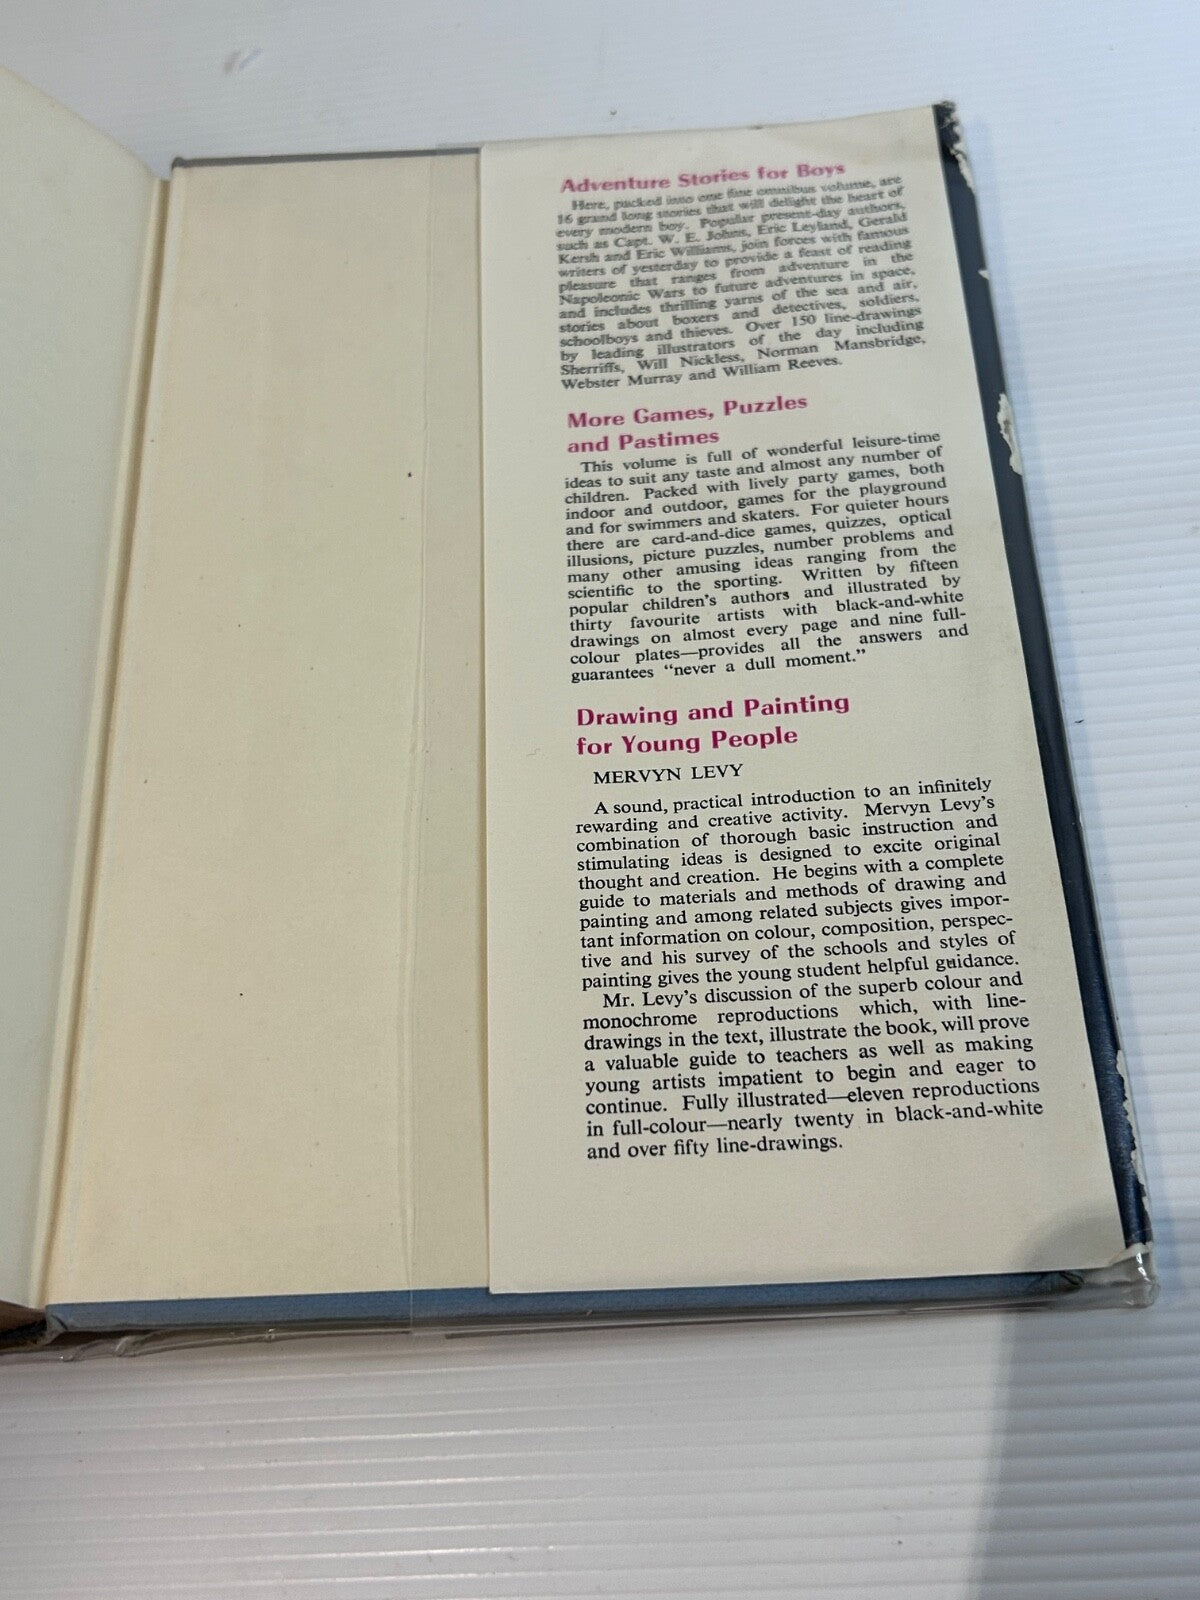 Adventure Stories for Boys
Here, packed into one fine omnibus volume, are
16 grand long stories that will delight the heart of
every modern boy. Popular present-day authors,
such as Capt. W. E. Johns, Eric Leyland, Gerald
Kersh and Eric Williams, join forces with famous
writers of yesterday to provide a feast of reading
pleasure that ranges from adventure in the
Napoleonic Wars to future adventures in space,
and includes thrilling yarns of the sea and air,
stories about boxers and detectives, soldiers,
schoolboys and thieves. Over 150 line-drawings
by leading illustrators of the day including
Sherriffs, Will Nickless, Norman Mansbridge,
Webster Murray and William Reeves.
More Games, Puzzles
and Pastimes
This volume is full of wonderful leisure-time
ideas to suit any taste and almost any number of
children. Packed with lively party games, both
indoor and outdoor, games for the playground
and for swimmers and skaters. For quieter hours
there are card-and-dice games, quizzes, optical
illusions, picture puzzles, number problems and
many other amusing ideas ranging from the
scientific to the sporting. Written by fifteen
popular children's authors and illustrated by
thirty favourite artists with black-and-white
drawings on almost every page and nine full-
colour plates—provides all the answers and
guarantees “never a dull moment.”
Drawing and Painting
for Young People
MERVYN LEVY
A sound, practical introduction to an infinitely
rewarding and creative activity. Mervyn Levy's
combination of thorough basic instruction and
stimulating ideas is designed to excite original
thought and creation. He begins with a complete
guide to materials and methods of drawing and
painting and among related subjects gives impor-
tant information on colour, composition, perspec-
tive and his survey of the schools and styles of
painting gives the young student helpful guidance.
Mr. Levy's discussion of the superb colour and
monochrome reproductions which, with line-
drawings in the text, illustrate the book, will prove
a valuable guide to teachers as well as making
young artists impatient to begin and eager to
continue. Fully illustrated—eleven reproductions
in full-colour—nearly twenty in black-and-white
and over fifty line-drawings.